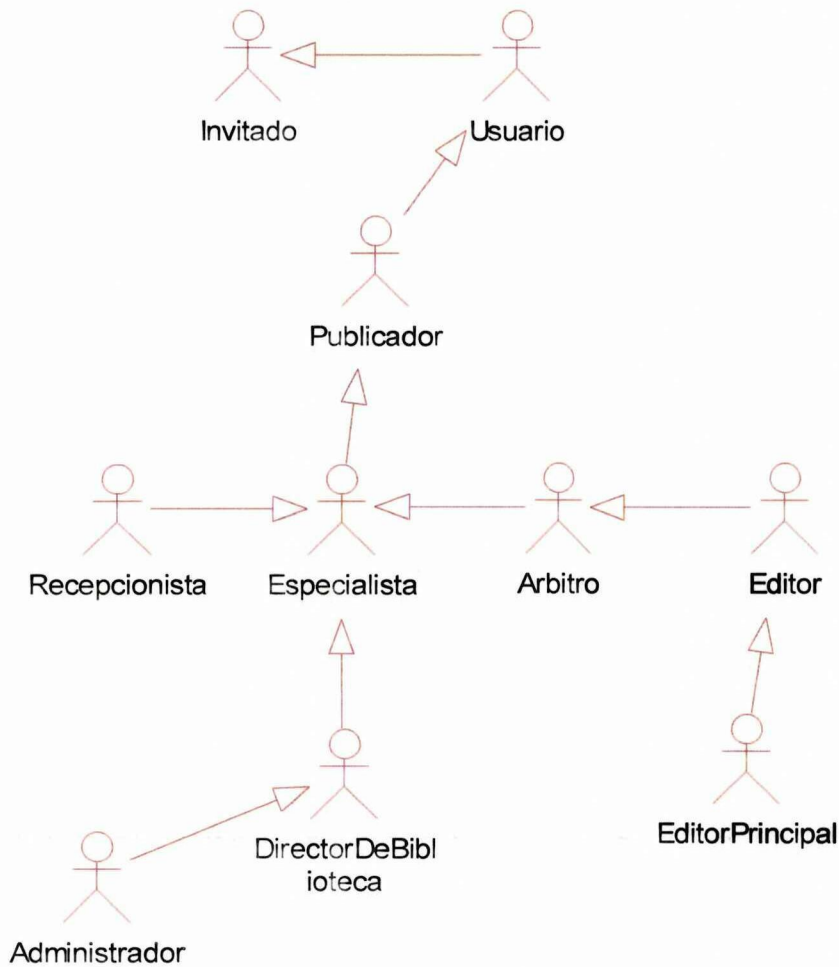 Invitado
Usuario
Publicador
Recepcionista
Especialista
Arbitro
Editor
DirectorDeBibl
ioteca
EditorPrincipal
Administrador